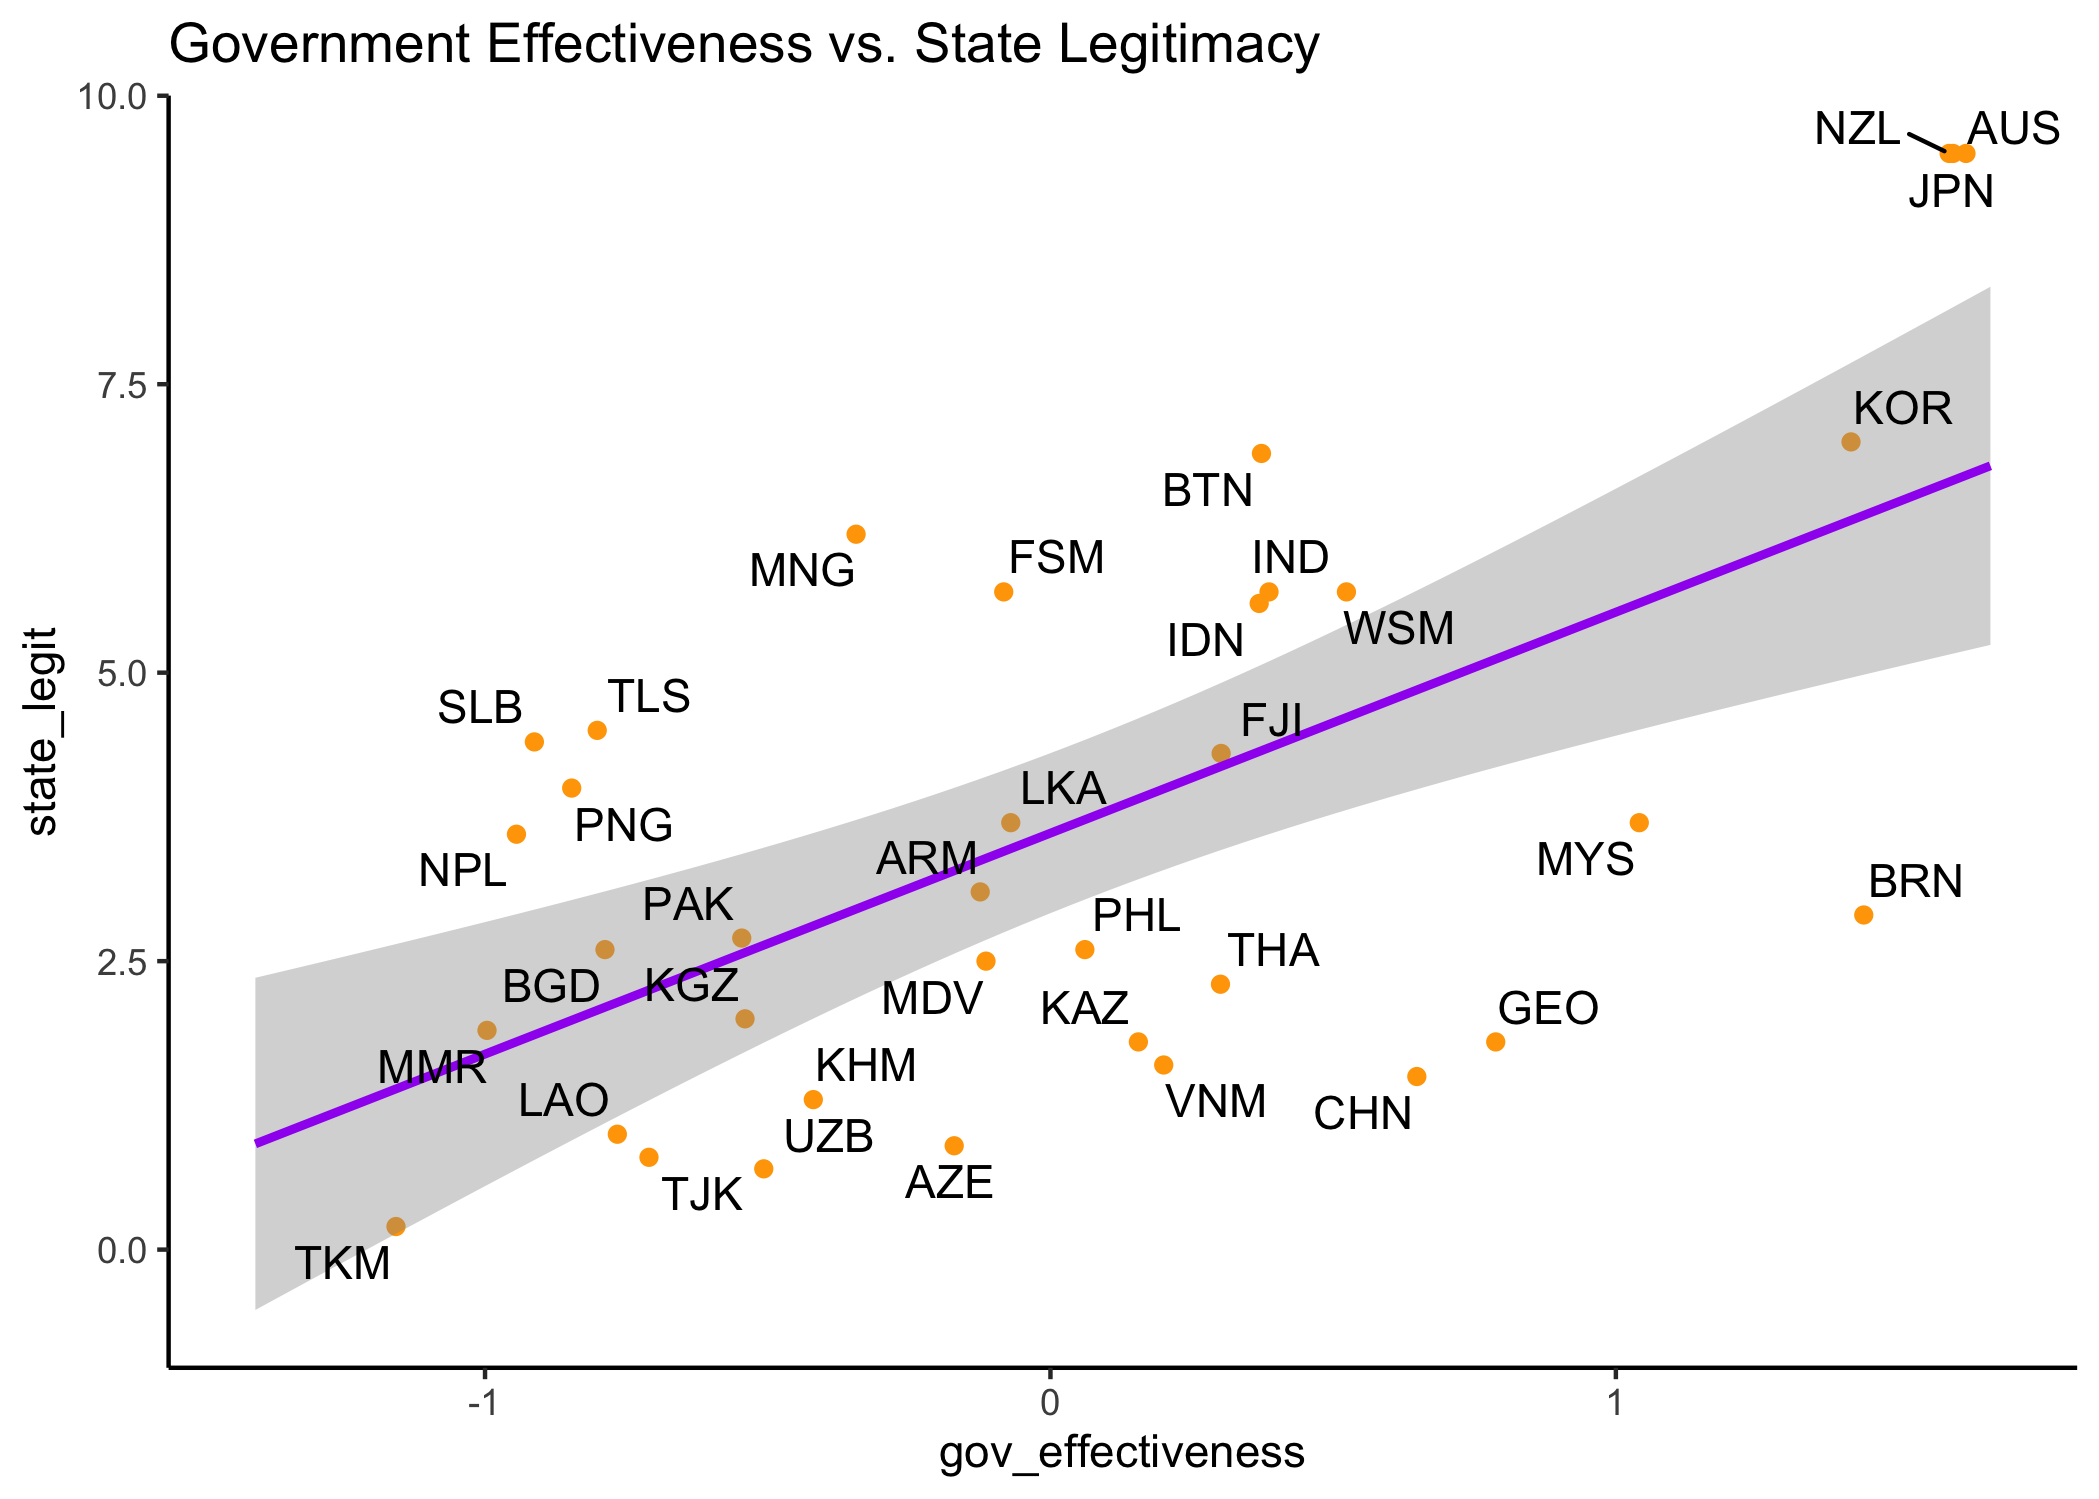 Government Effectiveness vs. State Legitimacy
10.0
NZL AUS
JPN
7.5
KOR
BTN
MNG
FSM
IND
IDN
WSM
state_legit
5.0
SLB
TLS
FJI
LKA
PNG
NPL
ARM
MYS
BRN
PAK
PHL
THA
2.5
BGD
KGZ
MDV
KAZ
GEO
MMR
KHM
LAO
VNM
CHN
UZB
AZE
TJK
0.0
TKM
-1 0 1
gov_effectiveness